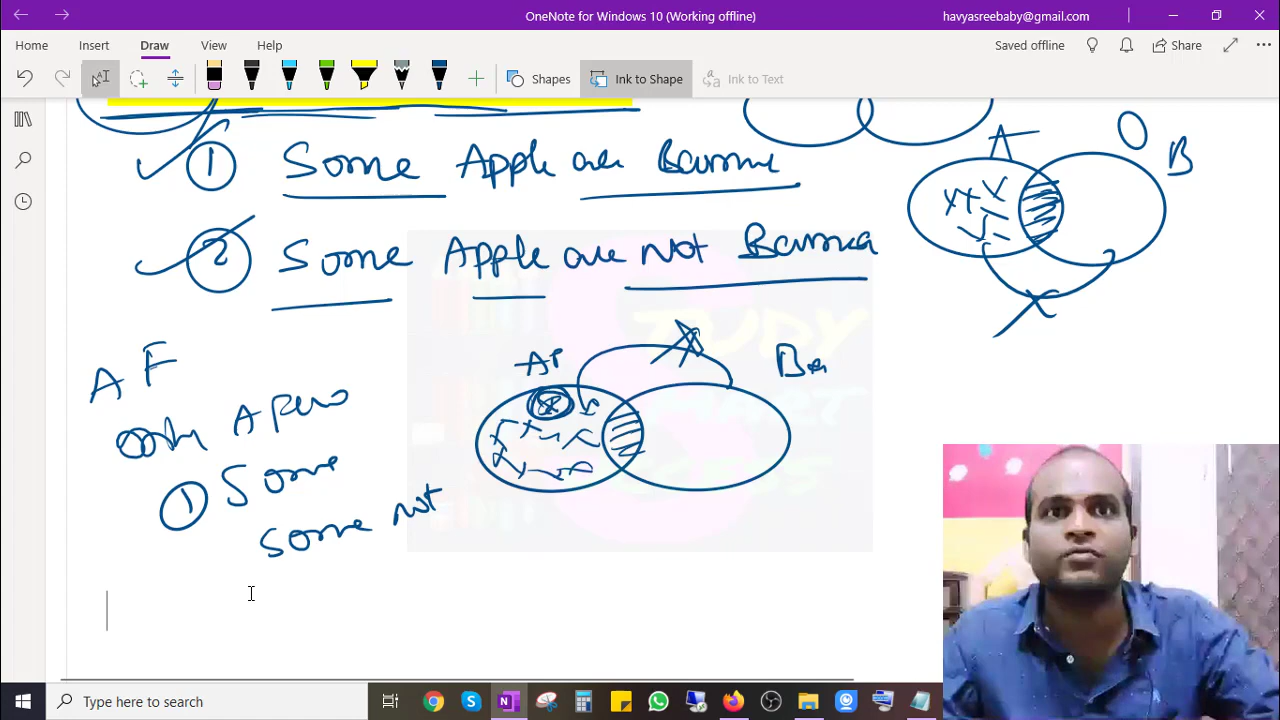 OneNote for Windows 10 (Working offline)
havyasreebaby@gmail.com
Home Insert Draw View Help
Saved offline
Share
Shapes
Ink to Shape
Ink to Text
① Some Apple are Banana
② Some Apple are not Banana
A
B
A F
AP
Ba
only A
① Some
Some not
TUDY
Type here to search